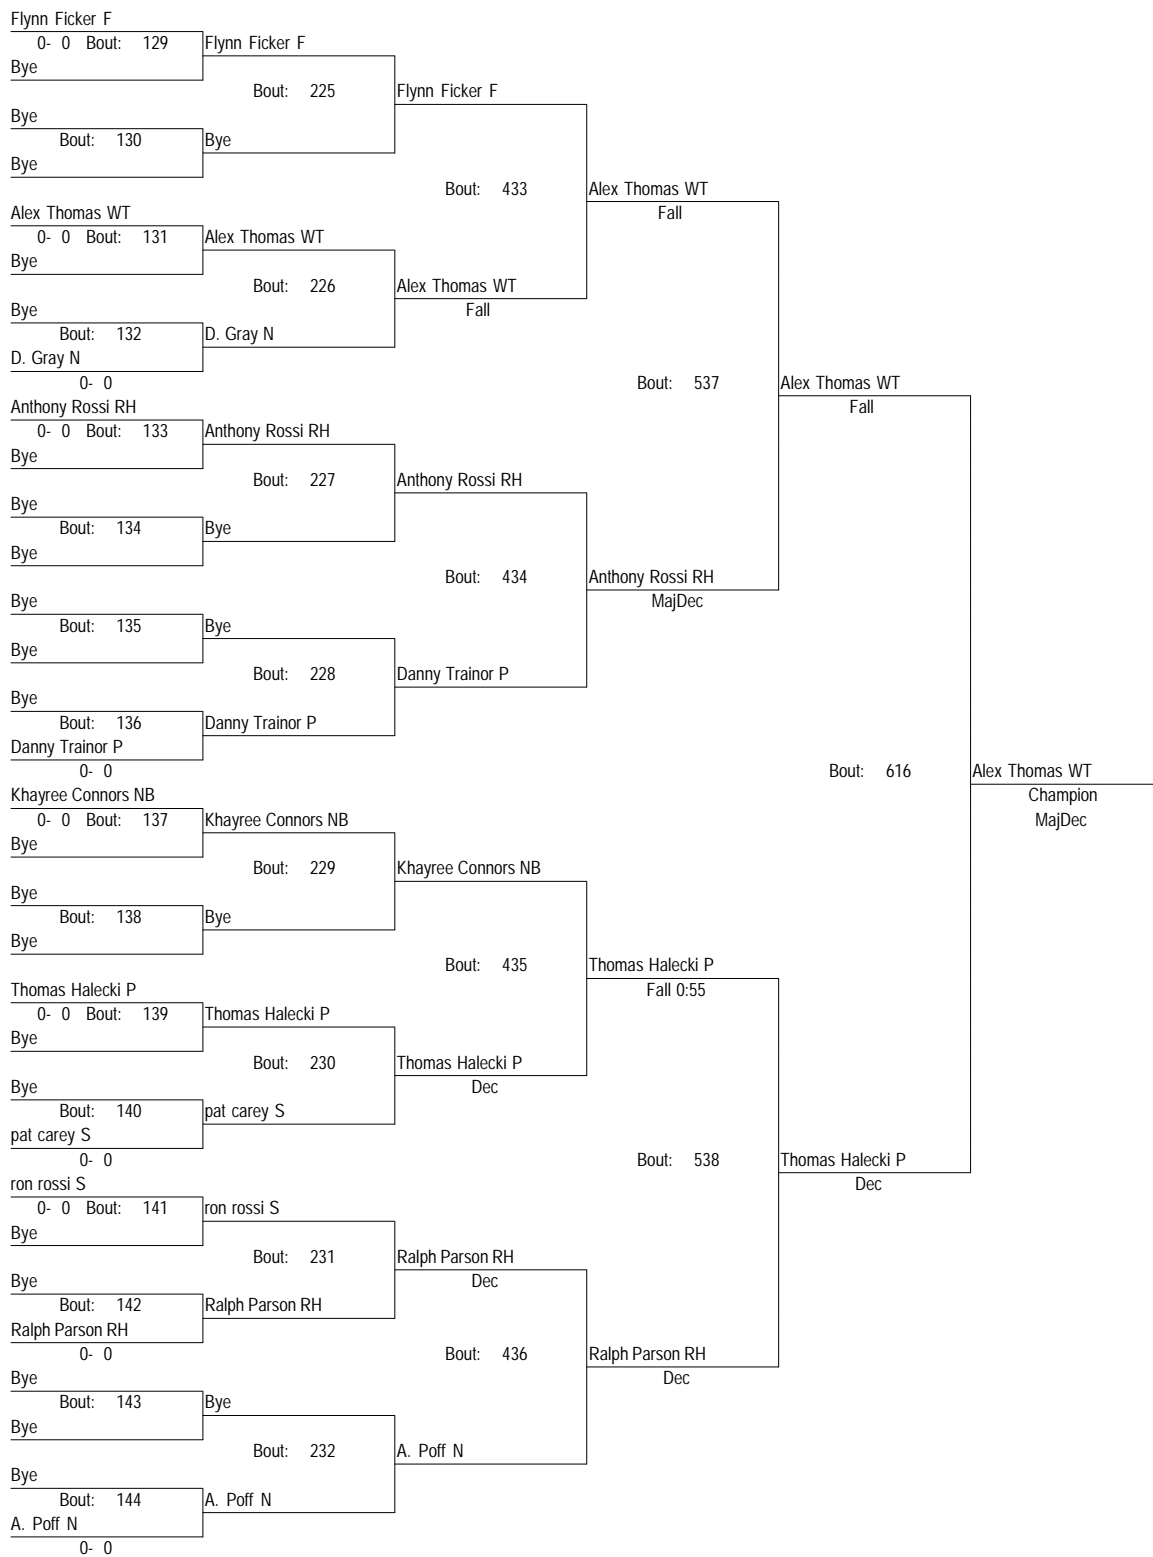 Flynn Ficker F
0- 0 Bout: 129 Flynn Ficker F
Bye
Bout: 225 Flynn Ficker F
Bye
Bout: 130 Bye
Bye
Bout: 433 Alex Thomas WT
Alex Thomas WT Fall
0- 0 Bout: 131 Alex Thomas WT
Bye
Bout: 226 Alex Thomas WT
Bye Fall
Bout: 132 D. Gray N
D. Gray N
0- 0 Bout: 537 Alex Thomas WT
Anthony Rossi RH Fall
0- 0 Bout: 133 Anthony Rossi RH
Bye
Bout: 227 Anthony Rossi RH
Bye
Bout: 134 Bye
Bye
Bout: 434 Anthony Rossi RH
Bye MajDec
Bout: 135 Bye
Bye
Bout: 228 Danny Trainor P
Bye
Bout: 136 Danny Trainor P
Danny Trainor P
0- 0 Bout: 616 Alex Thomas WT
Khayree Connors NB Champion
0- 0 Bout: 137 Khayree Connors NB MajDec
Bye
Bout: 229 Khayree Connors NB
Bye
Bout: 138 Bye
Bye
Bout: 435 Thomas Halecki P
Thomas Halecki P Fall 0:55
0- 0 Bout: 139 Thomas Halecki P
Bye
Bout: 230 Thomas Halecki P
Bye Dec
Bout: 140 pat carey S
pat carey S
0- 0 Bout: 538 Thomas Halecki P
ron rossi S Dec
0- 0 Bout: 141 ron rossi S
Bye
Bout: 231 Ralph Parson RH
Bye Dec
Bout: 142 Ralph Parson RH
Ralph Parson RH
0- 0 Bout: 436 Ralph Parson RH
Bye Dec
Bout: 143 Bye
Bye
Bout: 232 A. Poff N
Bye
Bout: 144 A. Poff N
A. Poff N
0- 0